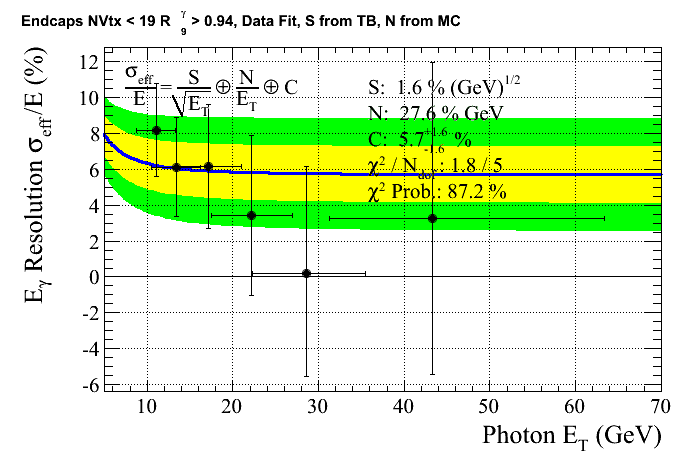 Endcaps NVtx < 19 R γ 9 > 0.94, Data Fit, S from TB, N from MC
σeff/E = S/√ET ⊕ N/ET ⊕ C
S: 1.6 % (GeV)1/2
N: 27.6 % GeV
C: 5.7 +1.6 -1.6 %
χ2 / Ndof: 1.8 / 5
χ2 Prob.: 87.2 %
Eγ Resolution σeff/E (%)
12
10
8
6
4
2
0
-2
-4
-6
10 20 30 40 50 60 70
Photon ET (GeV)